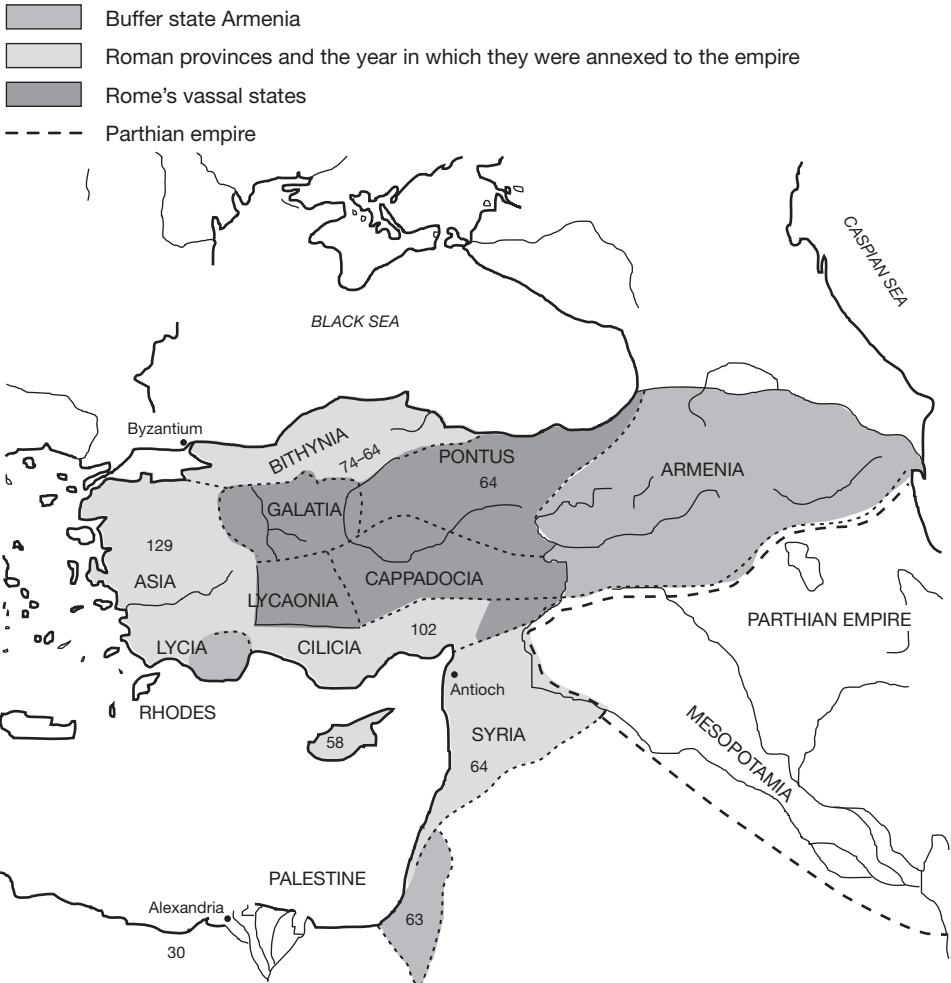 Buffer state Armenia
Roman provinces and the year in which they were annexed to the empire
Rome's vassal states
Parthian empire
CASPIAN SEA
BLACK SEA
Byzantium
BITHYNIA
74–64
PONTUS
64
ARMENIA
GALATIA
129
ASIA
CAPPADOCIA
LYCAONIA
102
PARTHIAN EMPIRE
LYCIA
CILICIA
Antioch
RHODES
58
SYRIA
64
MESOPOTAMIA
PALESTINE
Alexandria
63
30